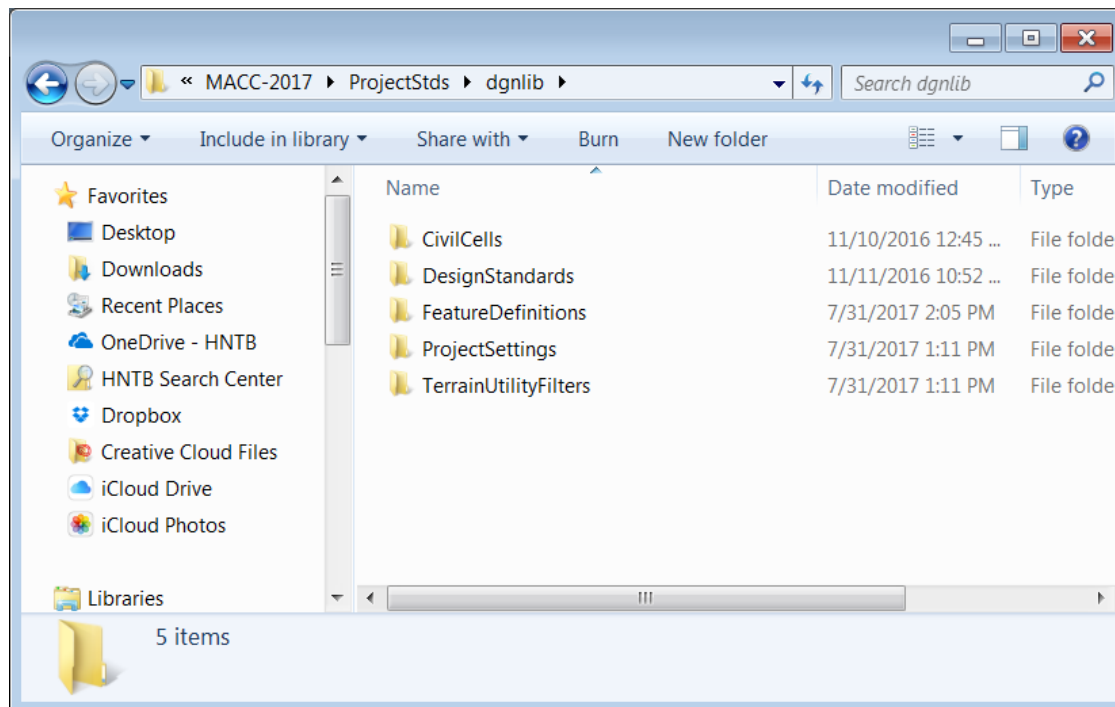 « MACC-2017 ProjectStds dgnlib Search dgnlib
Organize Include in library Share with Burn New folder
Favorites
Desktop
Downloads
Recent Places
OneDrive - HNTB
HNTB Search Center
Dropbox
Creative Cloud Files
iCloud Drive
iCloud Photos
Libraries
Name Date modified Type
CivilCells 11/10/2016 12:45 ... File folde
DesignStandards 11/11/2016 10:52 ... File folde
FeatureDefinitions 7/31/2017 2:05 PM File folde
ProjectSettings 7/31/2017 1:11 PM File folde
TerrainUtilityFilters 7/31/2017 1:11 PM File folde
5 items